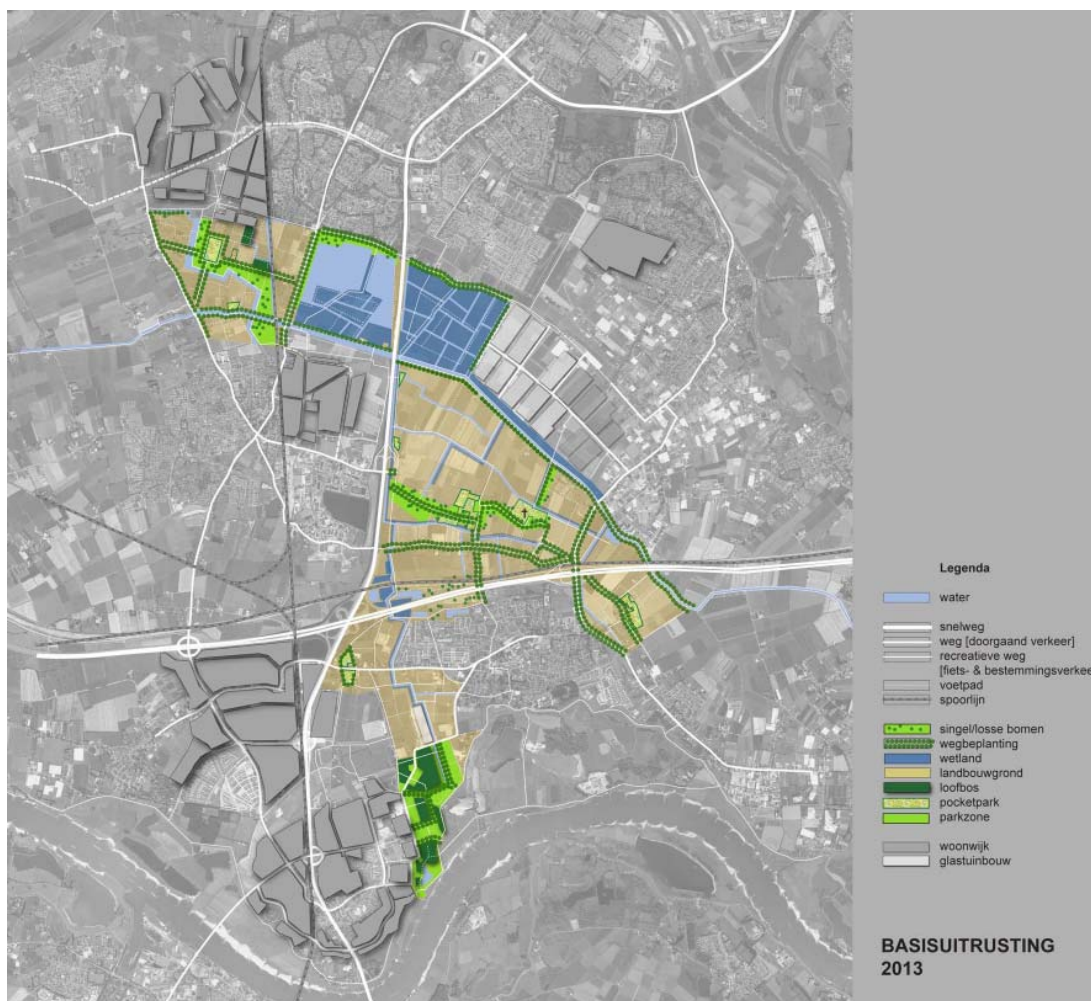 Legenda
water
snelweg
weg [doorgaand verkeer]
recreatieve weg
[fiets- & bestemmingsverkee
voetpad
spoorlijn
singel/losse bomen
wegbeplanting
wetland
landbouwgrond
loofbos
pocketpark
parkzone
woonwijk
glastuinbouw
BASISUITRUSTING
2013